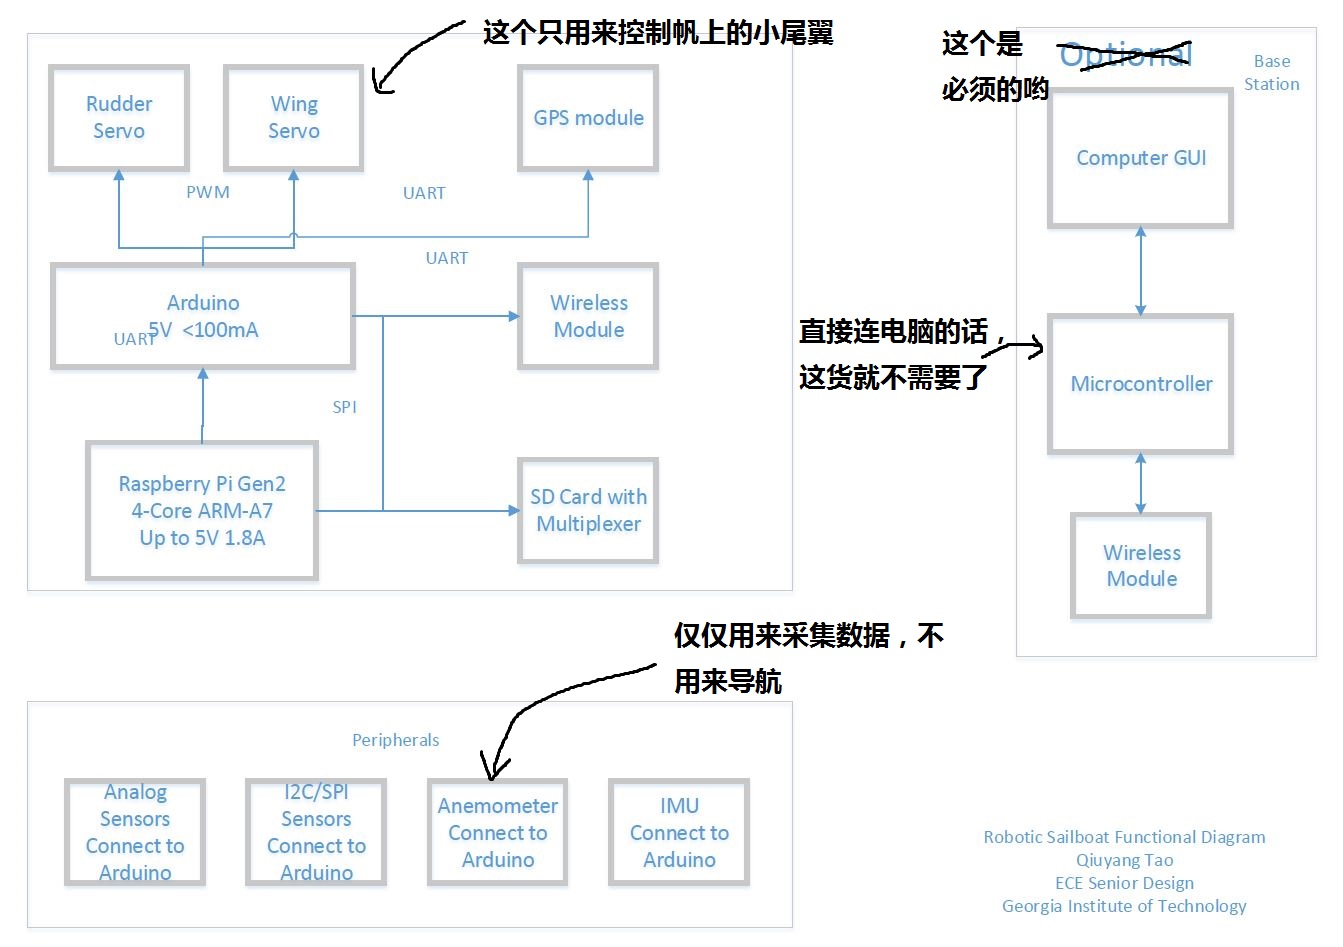 这个只用来控制帆上的小尾翼
Rudder
Servo
Wing
Servo
GPS module
PWM
UART
UART
Arduino
5V <100mA
UART
Wireless
Module
SPI
Raspberry Pi Gen2
4-Core ARM-A7
Up to 5V 1.8A
SD Card with
Multiplexer
这个是
必须的哟
Optional
Base
Station
Computer GUI
直接连电脑的话，
这货就不需要了
Microcontroller
Wireless
Module
仅仅用来采集数据，不
用来导航
Peripherals
Analog
Sensors
Connect to
Arduino
I2C/SPI
Sensors
Connect to
Arduino
Anemometer
Connect to
Arduino
IMU
Connect to
Arduino
Robotic Sailboat Functional Diagram
Qiuyang Tao
ECE Senior Design
Georgia Institute of Technology